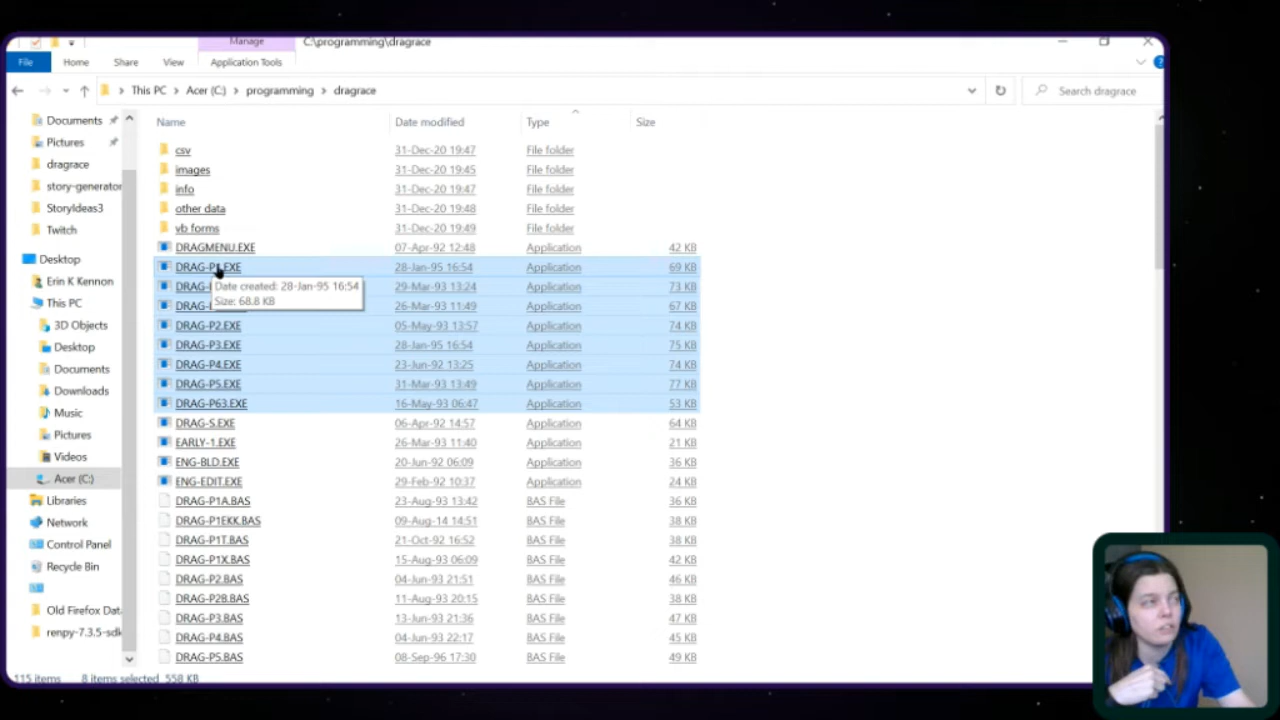 Manage C:\programming\dragrace
File Home Share View Application Tools
This PC Acer (C:) programming dragrace Search dragrace
Name Date modified Type Size
Documents
Pictures
dragrace
story-generator
StoryIdeas3
Twitch
Desktop
Erin K Kennon
This PC
3D Objects
Desktop
Documents
Downloads
Music
Pictures
Videos
Acer (C:)
Libraries
Network
Control Panel
Recycle Bin
Old Firefox Dat
renpy-7.3.5-sdk
csv 31-Dec-20 19:47 File folder
images 31-Dec-20 19:45 File folder
info 31-Dec-20 19:47 File folder
other data 31-Dec-20 19:48 File folder
vb forms 31-Dec-20 19:49 File folder
DRAGMENU.EXE 07-Apr-92 12:48 Application 42 KB
DRAG-P1.EXE 28-Jan-95 16:54 Application 69 KB
DRAG- 29-Mar-93 13:24 Application 73 KB
Date created: 28-Jan-95 16:54
Size: 68.8 KB
DRAG- 26-Mar-93 11:49 Application 67 KB
DRAG-P2.EXE 05-May-93 13:57 Application 74 KB
DRAG-P3.EXE 28-Jan-95 16:54 Application 75 KB
DRAG-P4.EXE 23-Jun-92 13:25 Application 74 KB
DRAG-P5.EXE 31-Mar-93 13:49 Application 77 KB
DRAG-P63.EXE 16-May-93 06:47 Application 53 KB
DRAG-S.EXE 06-Apr-92 14:57 Application 64 KB
EARLY-1.EXE 26-Mar-93 11:40 Application 21 KB
ENG-BLD.EXE 20-Jun-92 06:09 Application 36 KB
ENG-EDIT.EXE 29-Feb-92 10:37 Application 24 KB
DRAG-P1A.BAS 23-Aug-93 13:42 BAS File 36 KB
DRAG-P1EKK.BAS 09-Aug-14 14:51 BAS File 38 KB
DRAG-P1T.BAS 21-Oct-92 16:52 BAS File 38 KB
DRAG-P1X.BAS 15-Aug-93 06:09 BAS File 42 KB
DRAG-P2.BAS 04-Jun-93 21:51 BAS File 46 KB
DRAG-P2B.BAS 11-Aug-93 20:15 BAS File 38 KB
DRAG-P3.BAS 13-Jun-93 21:36 BAS File 47 KB
DRAG-P4.BAS 04-Jun-93 22:17 BAS File 45 KB
DRAG-P5.BAS 08-Sep-96 17:30 BAS File 49 KB
115 items 8 items selected 558 KB